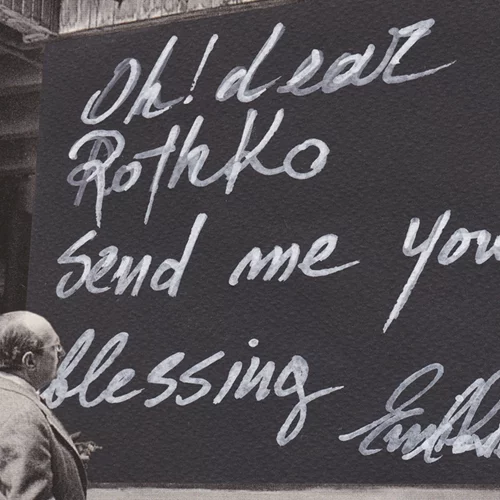 Oh! dear
Rothko
send me you
blessing